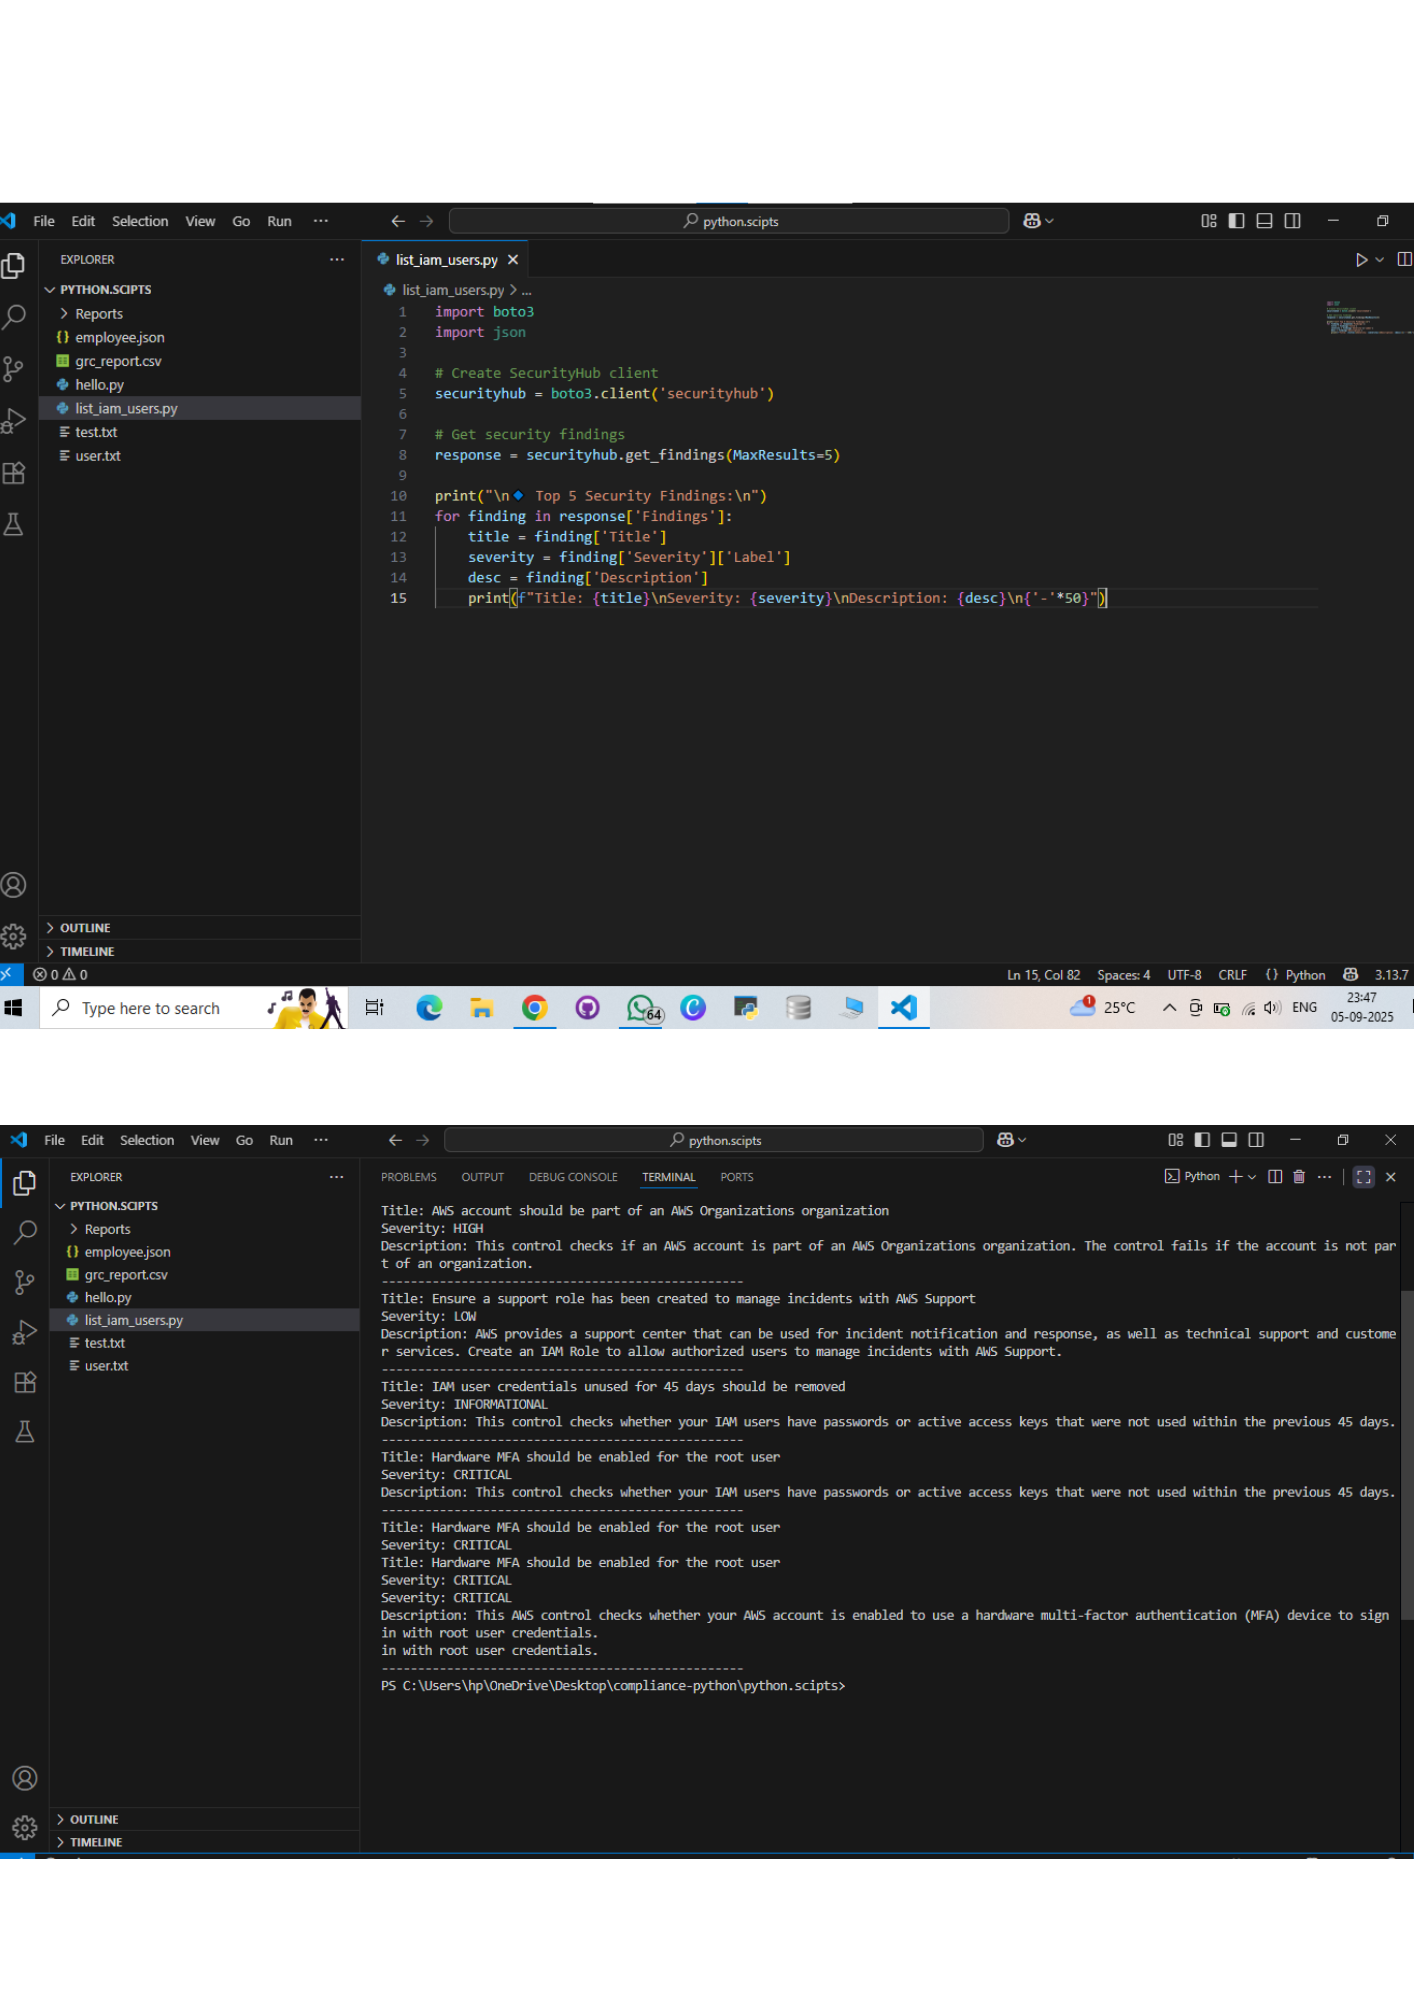 File Edit Selection View Go Run ···
python.scipts
EXPLORER ···
PYTHON.SCIPTS
Reports
employee.json
grc_report.csv
hello.py
list_iam_users.py
test.txt
user.txt
OUTLINE
TIMELINE
list_iam_users.py
list_iam_users.py > ...
1 import boto3
2 import json
3
4 # Create SecurityHub client
5 securityhub = boto3.client('securityhub')
6
7 # Get security findings
8 response = securityhub.get_findings(MaxResults=5)
9
10 print("\n🔹 Top 5 Security Findings:\n")
11 for finding in response['Findings']:
12 title = finding['Title']
13 severity = finding['Severity']['Label']
14 desc = finding['Description']
15 print(f"Title: {title}\nSeverity: {severity}\nDescription: {desc}\n{'-'*50}")
0 0 Ln 15, Col 82 Spaces: 4 UTF-8 CRLF {} Python 3.13.7
Type here to search 64 1 25°C ENG 23:47
05-09-2025
File Edit Selection View Go Run ···
python.scipts
EXPLORER ···
PYTHON.SCIPTS
Reports
employee.json
grc_report.csv
hello.py
list_iam_users.py
test.txt
user.txt
OUTLINE
TIMELINE
PROBLEMS OUTPUT DEBUG CONSOLE TERMINAL PORTS Python
Title: AWS account should be part of an AWS Organizations organization
Severity: HIGH
Description: This control checks if an AWS account is part of an AWS Organizations organization. The control fails if the account is not par
t of an organization.
--------------------------------------------------
Title: Ensure a support role has been created to manage incidents with AWS Support
Severity: LOW
Description: AWS provides a support center that can be used for incident notification and response, as well as technical support and custome
r services. Create an IAM Role to allow authorized users to manage incidents with AWS Support.
--------------------------------------------------
Title: IAM user credentials unused for 45 days should be removed
Severity: INFORMATIONAL
Description: This control checks whether your IAM users have passwords or active access keys that were not used within the previous 45 days.
--------------------------------------------------
Title: Hardware MFA should be enabled for the root user
Severity: CRITICAL
Description: This control checks whether your IAM users have passwords or active access keys that were not used within the previous 45 days.
--------------------------------------------------
Title: Hardware MFA should be enabled for the root user
Severity: CRITICAL
Title: Hardware MFA should be enabled for the root user
Severity: CRITICAL
Severity: CRITICAL
Description: This AWS control checks whether your AWS account is enabled to use a hardware multi-factor authentication (MFA) device to sign
in with root user credentials.
in with root user credentials.
--------------------------------------------------
PS C:\Users\hp\OneDrive\Desktop\compliance-python\python.scipts>